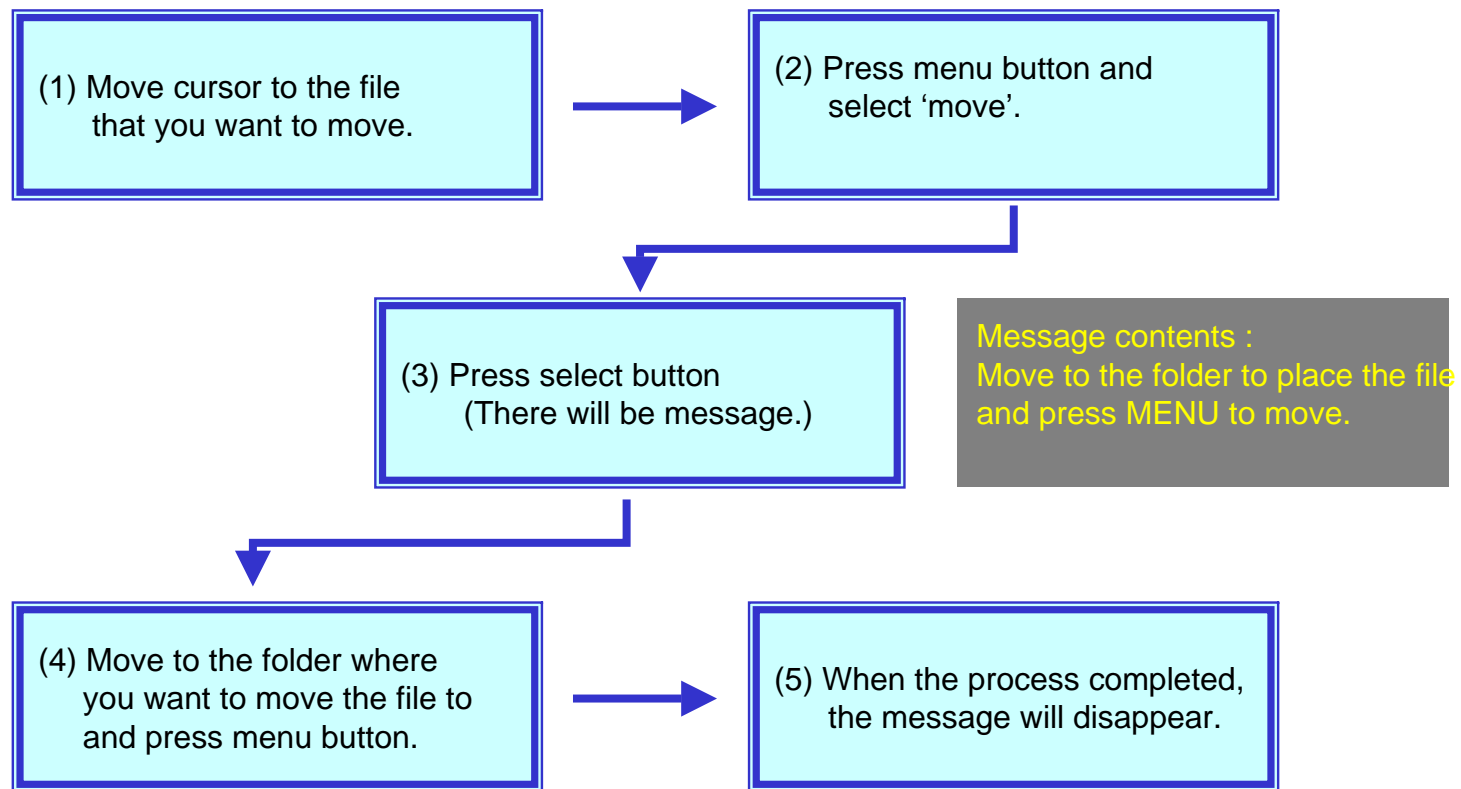 (1) Move cursor to the file
that you want to move.
(2) Press menu button and
select ‘move’.
(3) Press select button
(There will be message.)
Message contents :
Move to the folder to place the file
and press MENU to move.
(4) Move to the folder where
you want to move the file to
and press menu button.
(5) When the process completed,
the message will disappear.